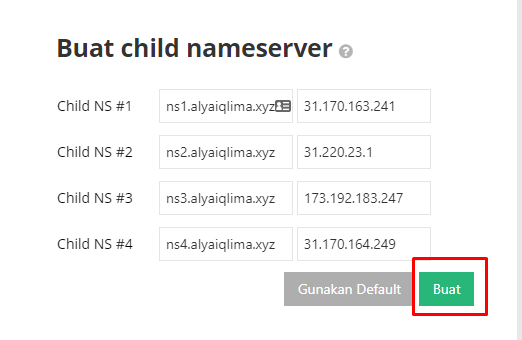 Buat child nameserver ?
Child NS #1 ns1.alyaiqlima.xyz 31.170.163.241
Child NS #2 ns2.alyaiqlima.xyz 31.220.23.1
Child NS #3 ns3.alyaiqlima.xyz 173.192.183.247
Child NS #4 ns4.alyaiqlima.xyz 31.170.164.249
Gunakan Default Buat